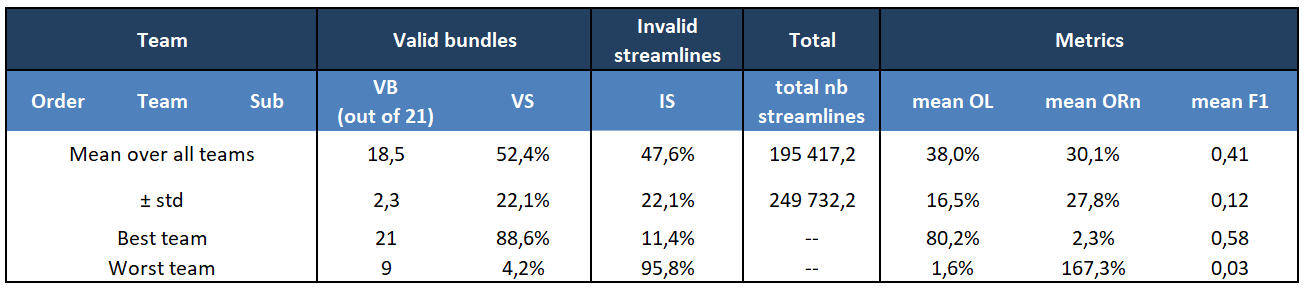 Team Valid bundles Invalid streamlines Total Metrics
Order Team Sub VB (out of 21) VS IS total nb streamlines mean OL mean ORn mean F1
Mean over all teams 18,5 52,4% 47,6% 195 417,2 38,0% 30,1% 0,41
± std 2,3 22,1% 22,1% 249 732,2 16,5% 27,8% 0,12
Best team 21 88,6% 11,4% -- 80,2% 2,3% 0,58
Worst team 9 4,2% 95,8% -- 1,6% 167,3% 0,03